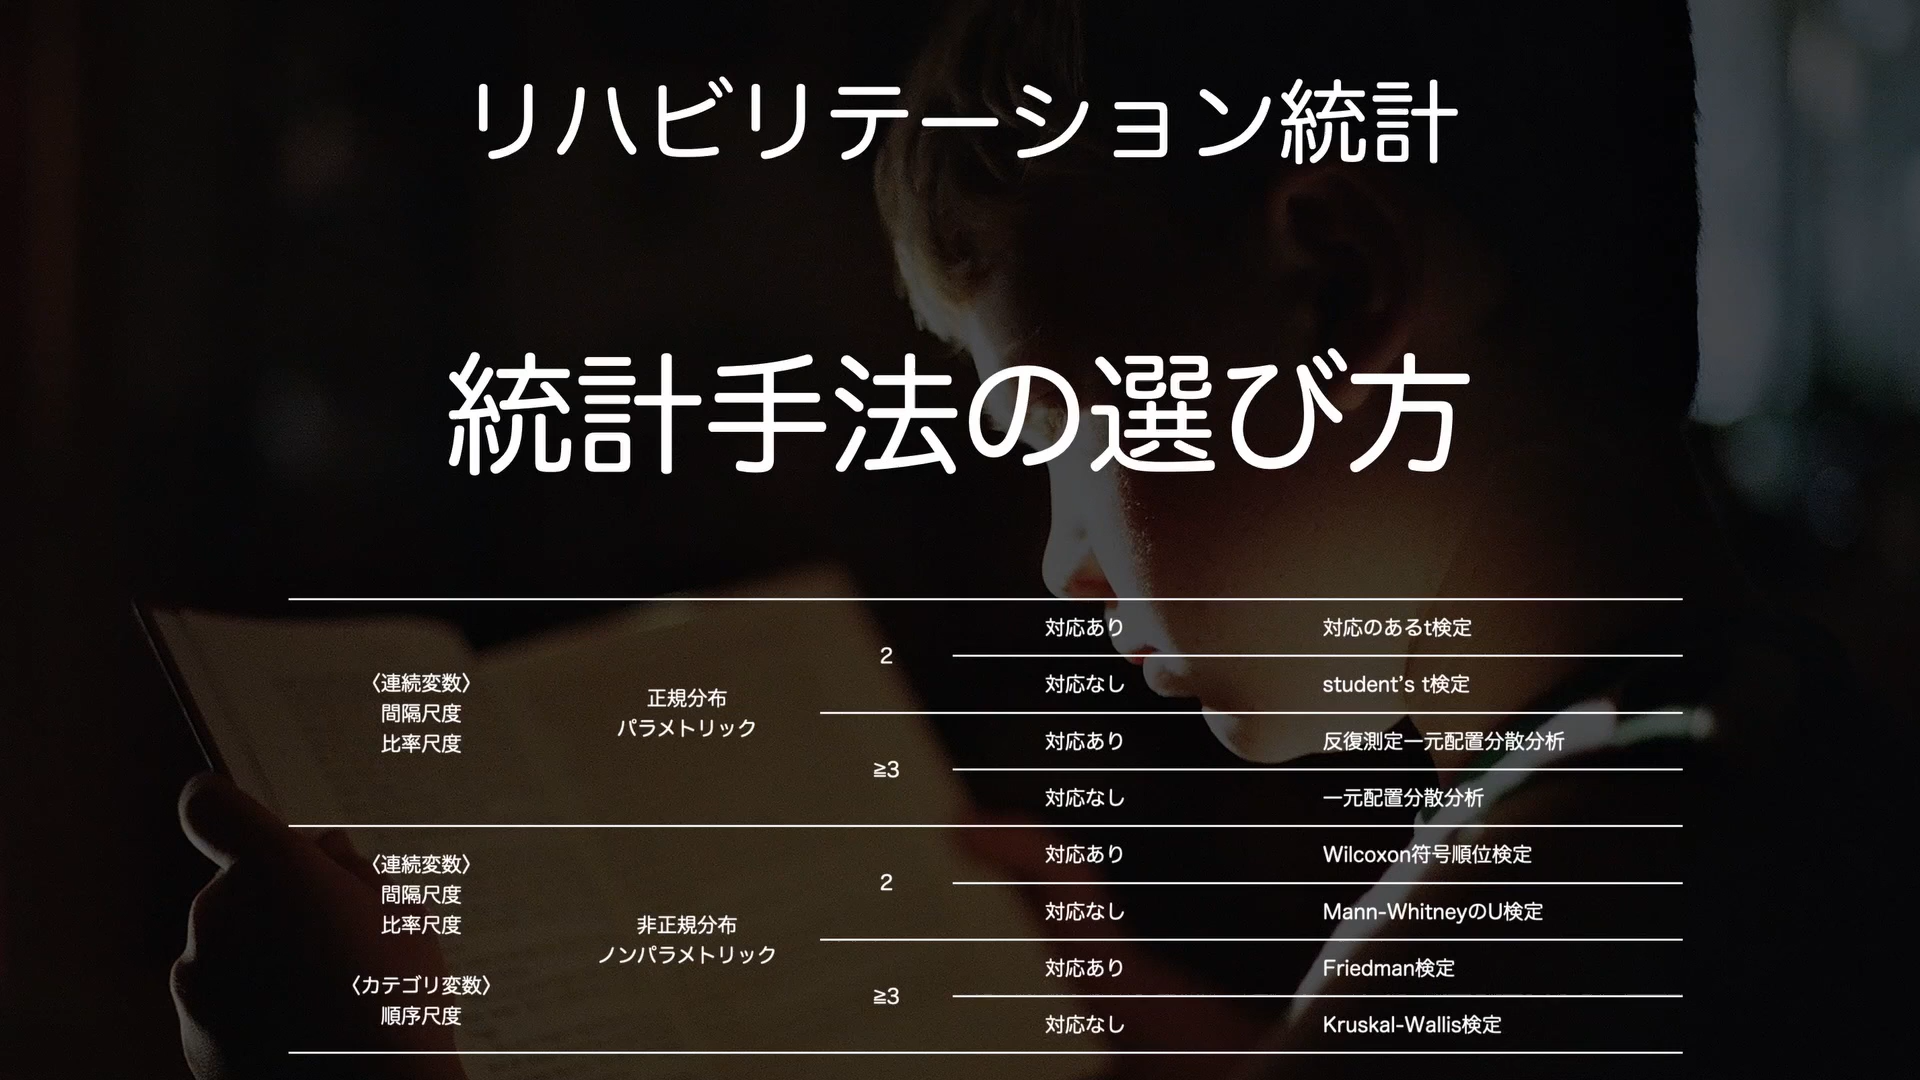 リハビリテーション統計
統計手法の選び方
〈連続変数〉
間隔尺度
比率尺度
正規分布
パラメトリック
2
対応あり
対応のあるt検定
対応なし
student’s t検定
≧3
対応あり
反復測定一元配置分散分析
対応なし
一元配置分散分析
〈連続変数〉
間隔尺度
比率尺度
〈カテゴリ変数〉
順序尺度
非正規分布
ノンパラメトリック
2
対応あり
Wilcoxon符号順位検定
対応なし
Mann-WhitneyのU検定
≧3
対応あり
Friedman検定
対応なし
Kruskal-Wallis検定